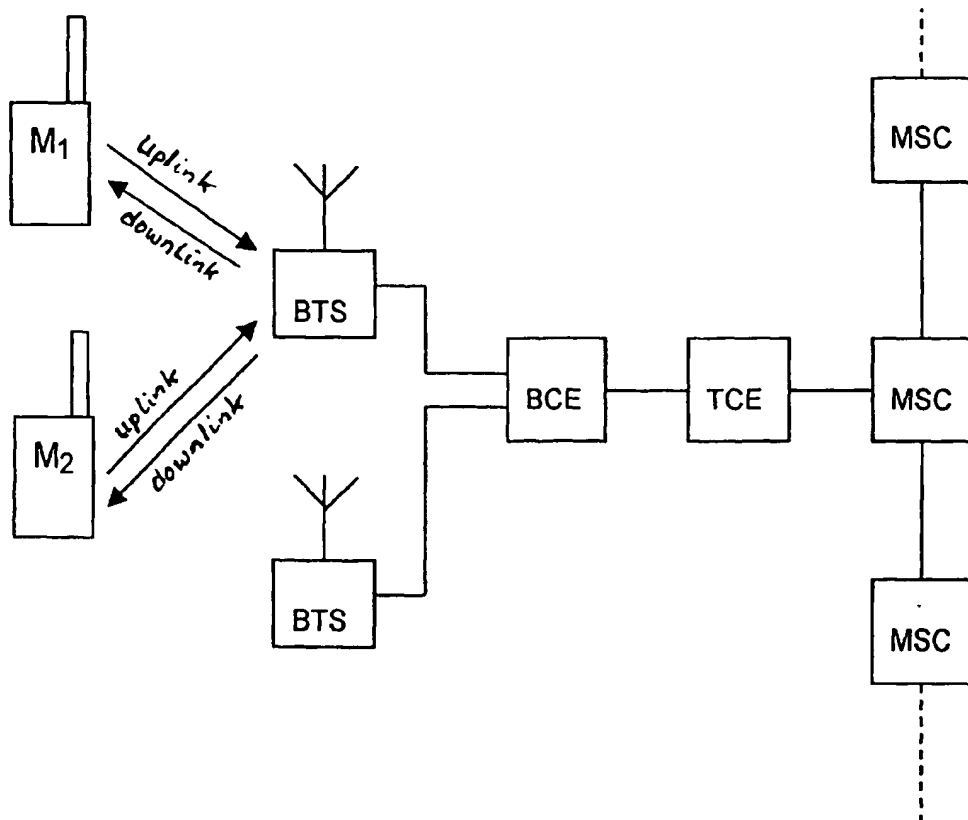 M1
uplink
downlink
BTS
MSC
M2
uplink
downlink
BCE
TCE
MSC
BTS
MSC